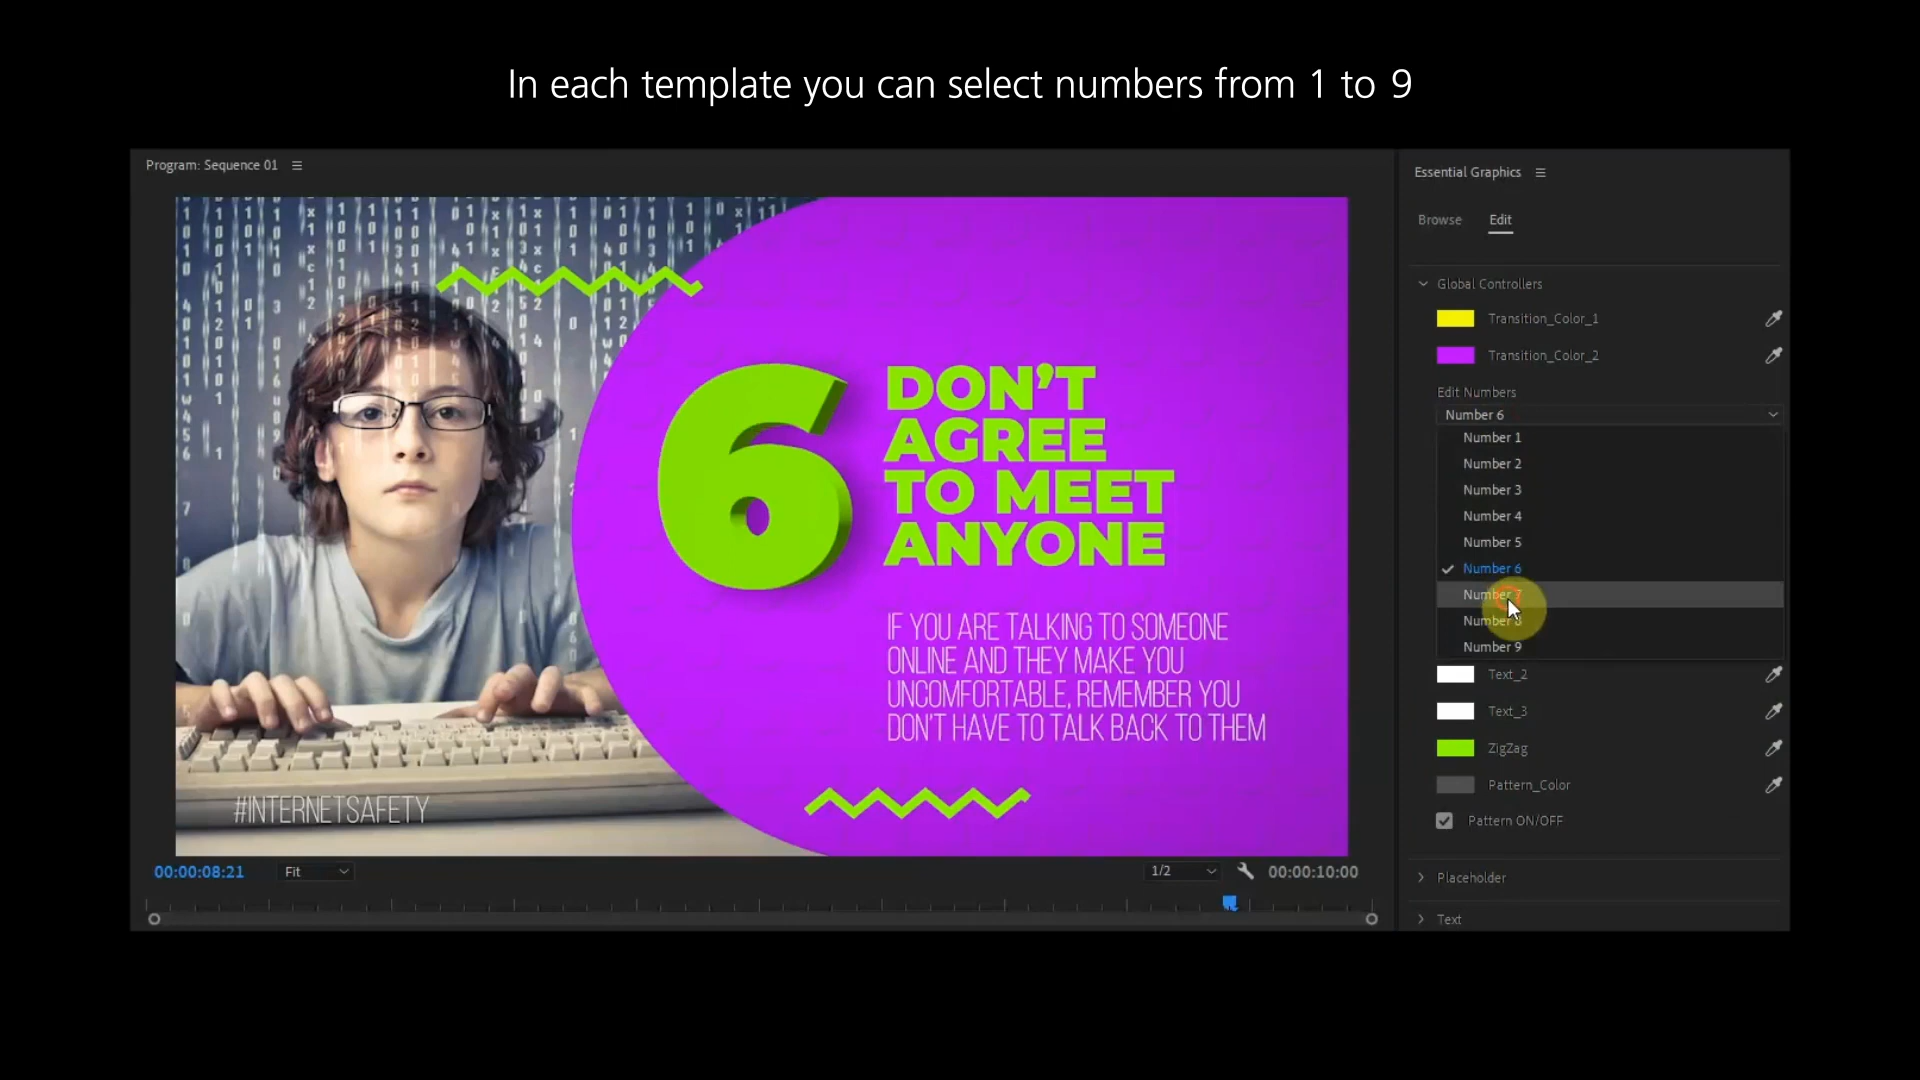 In each template you can select numbers from 1 to 9
Program: Sequence 01
6
DON'T
AGREE
TO MEET
ANYONE
IF YOU ARE TALKING TO SOMEONE
ONLINE AND THEY MAKE YOU
UNCOMFORTABLE, REMEMBER YOU
DON'T HAVE TO TALK BACK TO THEM
#INTERNETSAFETY
00:00:08:21
Fit
1/2
00:00:10:00
Essential Graphics
Browse
Edit
Global Controllers
Transition_Color_1
Transition_Color_2
Edit Numbers
Number 6
Number 1
Number 2
Number 3
Number 4
Number 5
Number 6
Number 7
Number 8
Number 9
Text_2
Text_3
ZigZag
Pattern_Color
Pattern ON/OFF
Placeholder
Text